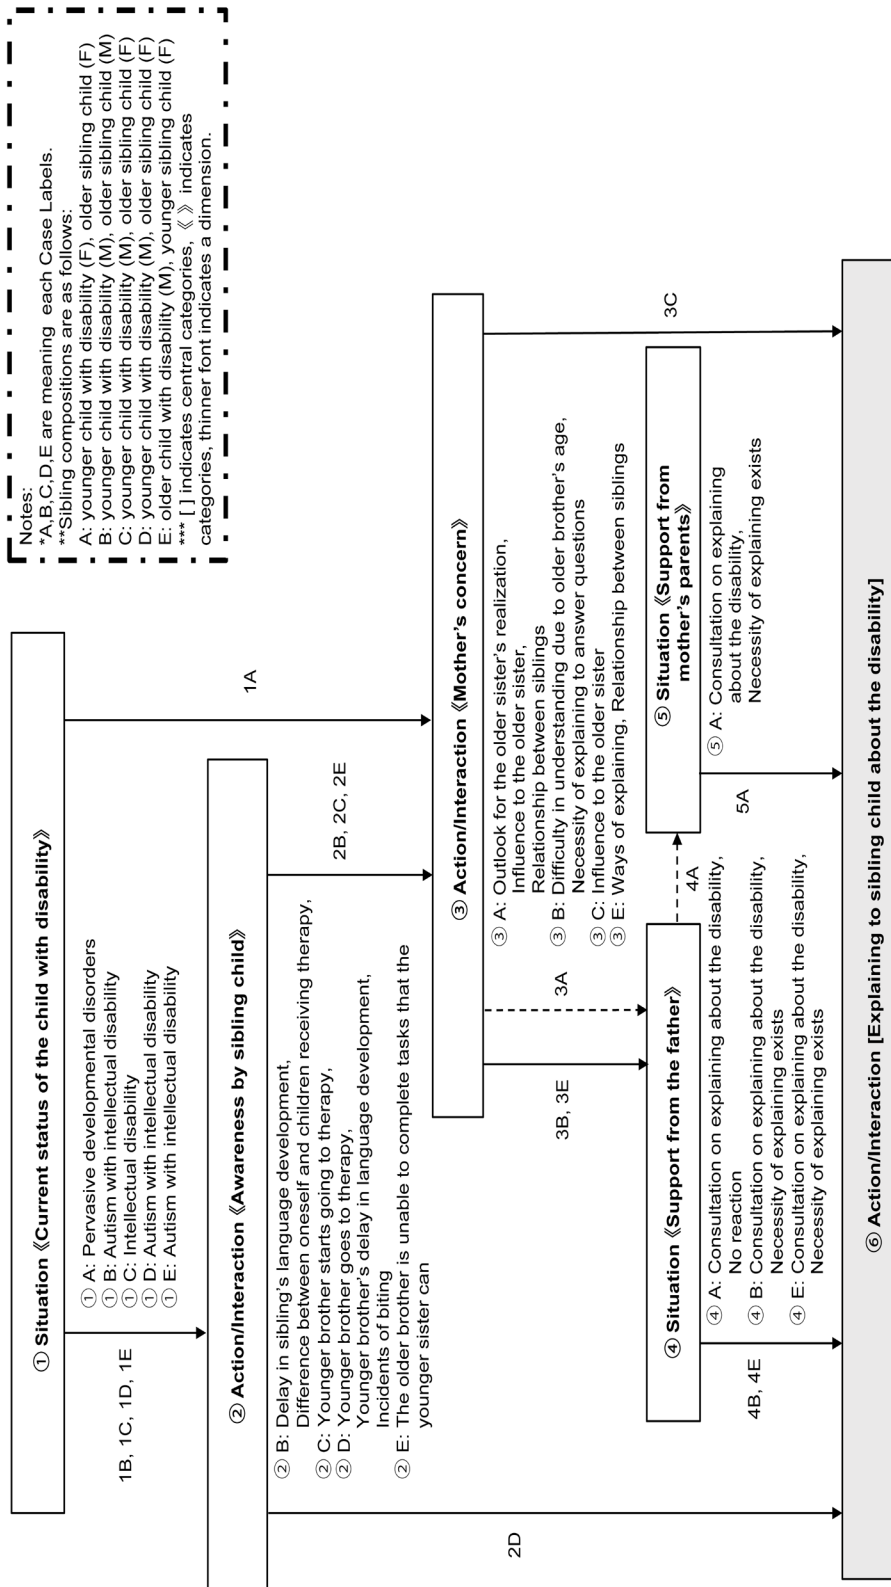 Notes:
*A,B,C,D,E are meaning each Case Labels.
**Sibling compositions are as follows:
A: younger child with disability (F), older sibling child (F)
B: younger child with disability (M), older sibling child (M)
C: younger child with disability (M), older sibling child (F)
D: younger child with disability (M), older sibling child (F)
E: older child with disability (M), younger sibling child (F)
*** [ ] indicates central categories, 《 》 indicates
categories, thinner font indicates a dimension.
① Situation 《Current status of the child with disability》
① A: Pervasive developmental disorders
① B: Autism with intellectual disability
① C: Intellectual disability
① D: Autism with intellectual disability
① E: Autism with intellectual disability
1B, 1C, 1D, 1E
1A
② Action/Interaction 《Awareness by sibling child》
② B: Delay in sibling's language development,
Difference between oneself and children receiving therapy,
② C: Younger brother starts going to therapy,
② D: Younger brother goes to therapy,
Younger brother's delay in language development,
Incidents of biting
② E: The older brother is unable to complete tasks that the
younger sister can
2B, 2C, 2E
2D
③ Action/Interaction 《Mother's concern》
③ A: Outlook for the older sister's realization,
Influence to the older sister,
Relationship between siblings
③ B: Difficulty in understanding due to older brother's age,
Necessity of explaining to answer questions
③ C: Influence to the older sister
③ E: Ways of explaining, Relationship between siblings
3B, 3E
3A
3C
④ Situation 《Support from the father》
④ A: Consultation on explaining about the disability,
No reaction
④ B: Consultation on explaining about the disability,
Necessity of explaining exists
④ E: Consultation on explaining about the disability,
Necessity of explaining exists
4B, 4E
4A
⑤ Situation 《Support from
mother's parents》
⑤ A: Consultation on explaining
about the disability,
Necessity of explaining exists
5A
⑥ Action/Interaction [Explaining to sibling child about the disability]